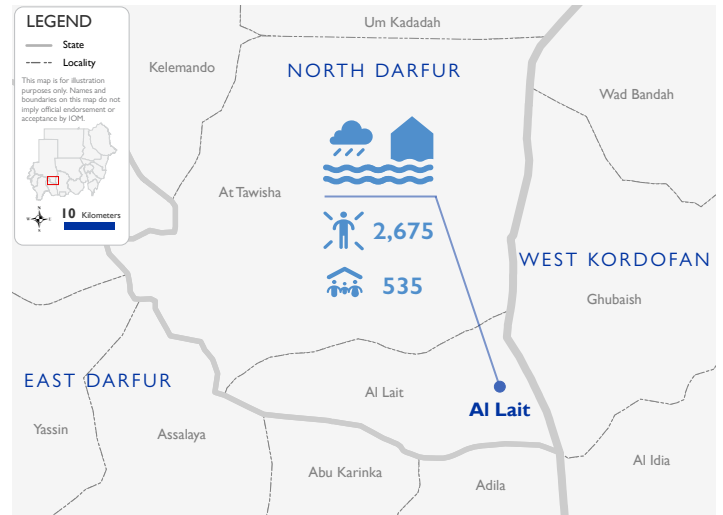 LEGEND
State
Locality
This map is for illustration
purposes only. Names and
boundaries on this map do not
imply official endorsement or
acceptance by IOM.
N
W
E
S
10 Kilometers
Um Kadadah
Kelemando
NORTH DARFUR
Wad Bandah
At Tawisha
2,675
WEST KORDOFAN
535
Ghubaish
EAST DARFUR
Al Lait
Al Lait
Yassin
Assalaya
Abu Karinka
Al Idia
Adila